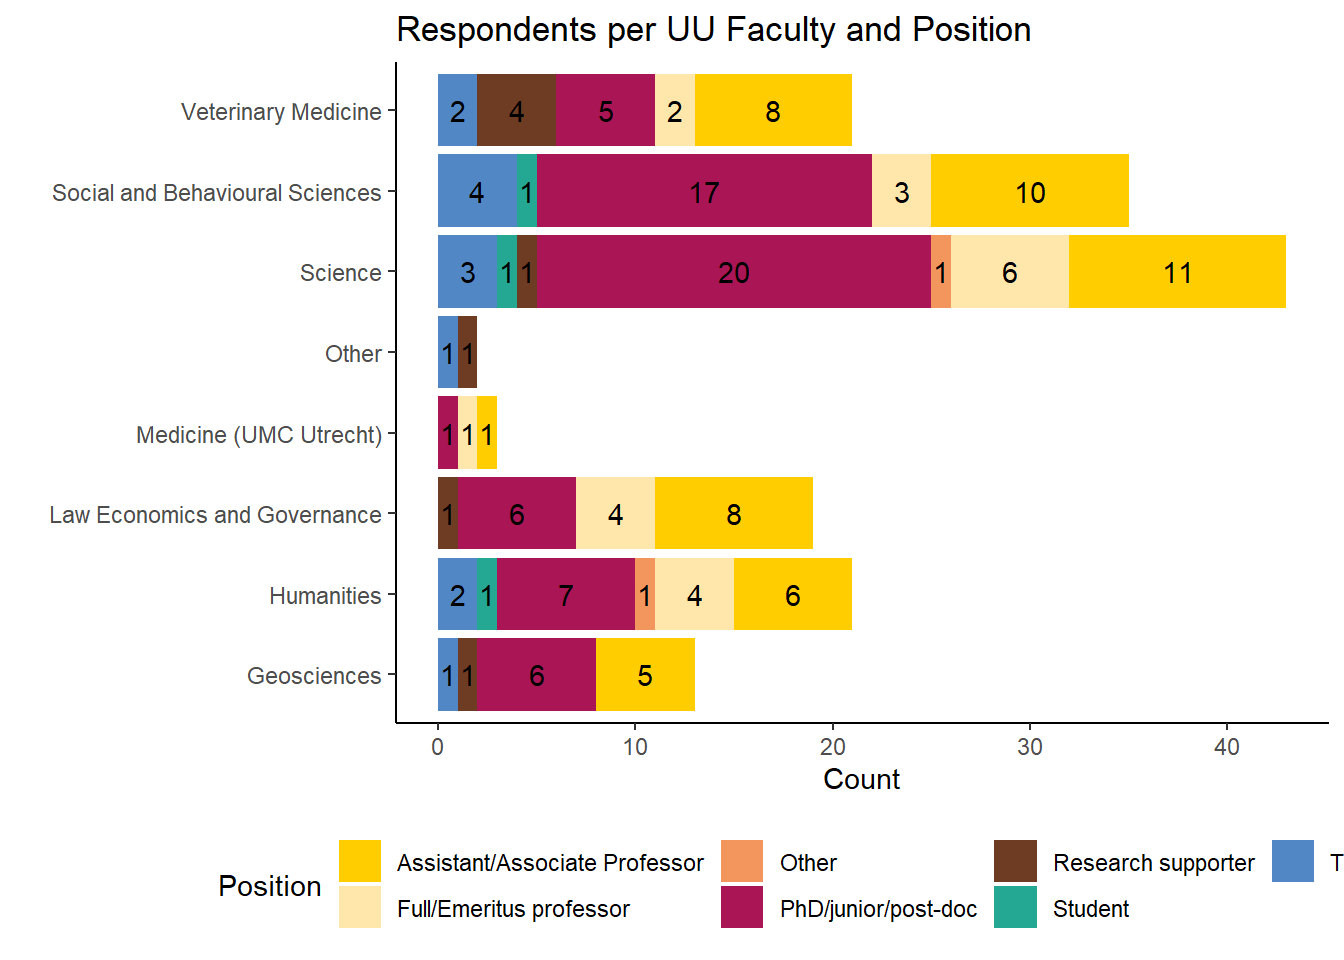 Respondents per UU Faculty and Position
Veterinary Medicine 2 4 5 2 8
Social and Behavioural Sciences 4 1 17 3 10
Science 3 1 1 20 1 6 11
Other 1 1
Medicine (UMC Utrecht) 1 1 1
Law Economics and Governance 1 6 4 8
Humanities 2 1 7 1 4 6
Geosciences 1 1 6 5
0 10 20 30 40
Count
Position
Assistant/Associate Professor Other Research supporter T
Full/Emeritus professor PhD/junior/post-doc Student